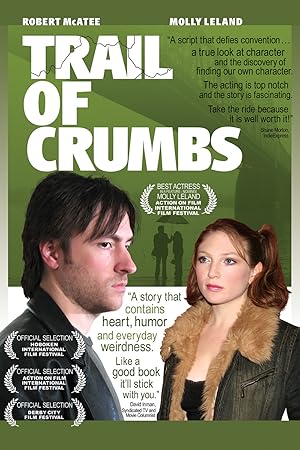 ROBERT McATEE MOLLY LELAND
TRAIL
OF
CRUMBS
"A script that defies convention . . .
a true look at character
and the discovery of
finding our own character.
The acting is top notch
and the story is fascinating.
Take the ride because
it is well worth it!"
Shane Morton,
IndieExpress
BEST ACTRESS
IN A FEATURE
MOLLY LELAND
ACTION ON FILM
INTERNATIONAL
FILM FESTIVAL
"A story that
contains
heart, humor
and everyday
weirdness.
Like a
good book
it'll stick
with you."
David Inman,
Syndicated TV and
Movie Columnist
OFFICIAL SELECTION
HOBOKEN
INTERNATIONAL
FILM FESTIVAL
OFFICIAL SELECTION
ACTION ON FILM
INTERNATIONAL
FILM FESTIVAL
OFFICIAL SELECTION
DERBY CITY
FILM FESTIVAL